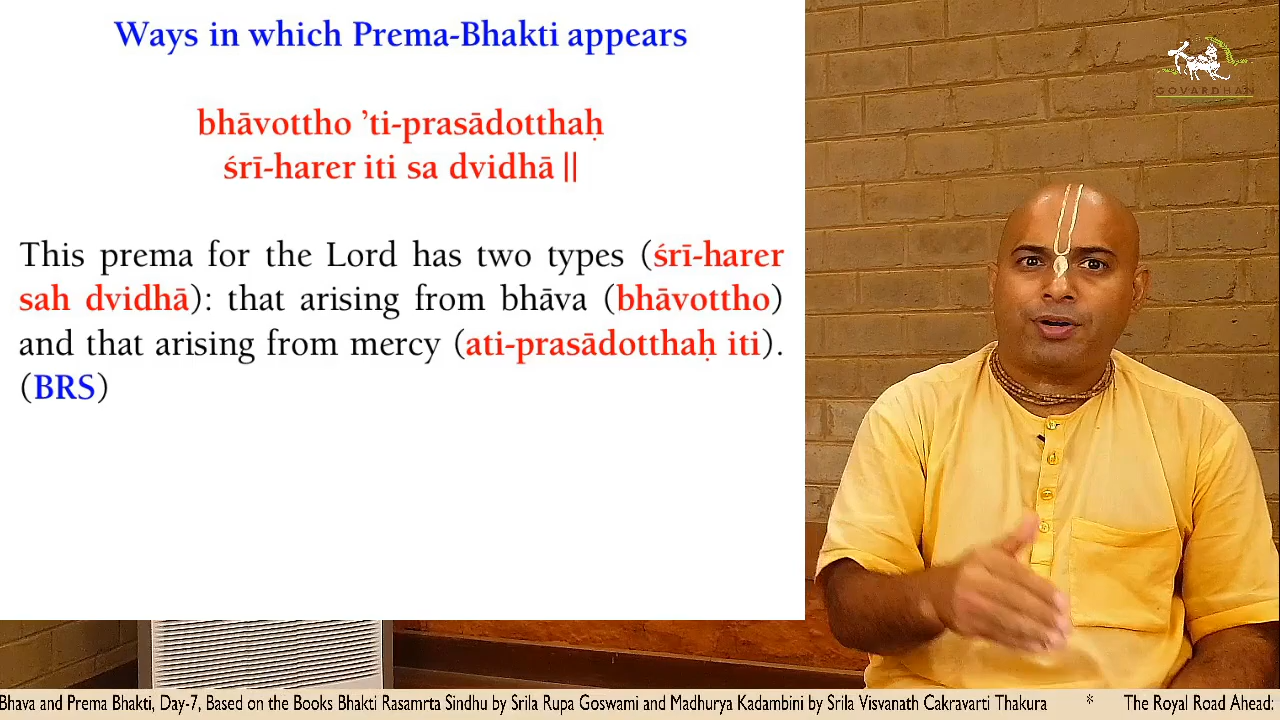 Ways in which Prema-Bhakti appears
bhāvottho ’ti-prasādotthaḥ
śrī-harer iti sa dvidhā ||
This prema for the Lord has two types (śrī-harer
sah dvidhā): that arising from bhāva (bhāvottho)
and that arising from mercy (ati-prasādotthaḥ iti).
(BRS)
GOVARDHAN
Bhava and Prema Bhakti, Day-7, Based on the Books Bhakti Rasamrta Sindhu by Srila Rupa Goswami and Madhurya Kadambini by Srila Visvanath Cakravarti Thakura * The Royal Road Ahead: